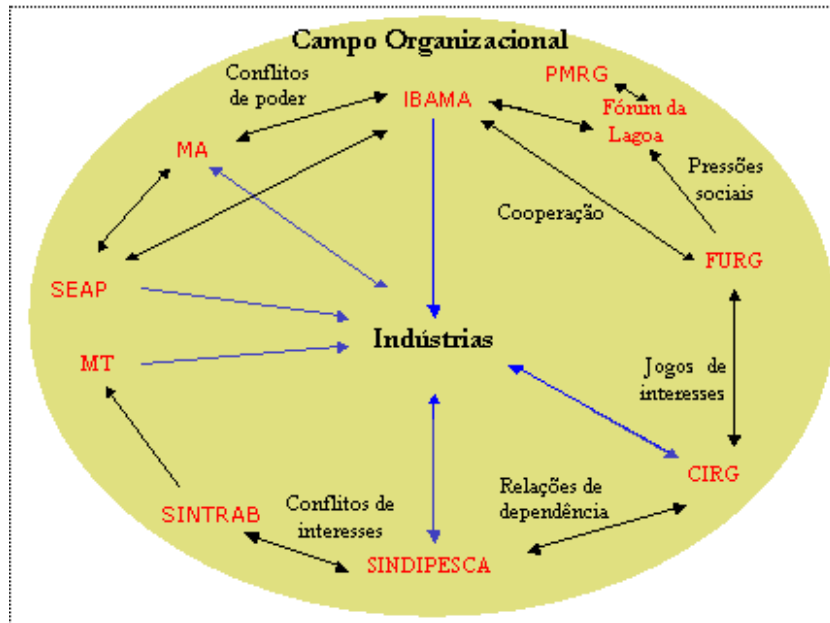 Campo Organizacional
Conflitos
de poder
PMRG
IBAMA
Fórum da
Lagoa
MA
Pressões
sociais
Cooperação
FURG
SEAP
Indústrias
MT
Jogos de
interesses
CIRG
Relações de
dependência
SINTRAB
Conflitos de
interesses
SINDIPESCA